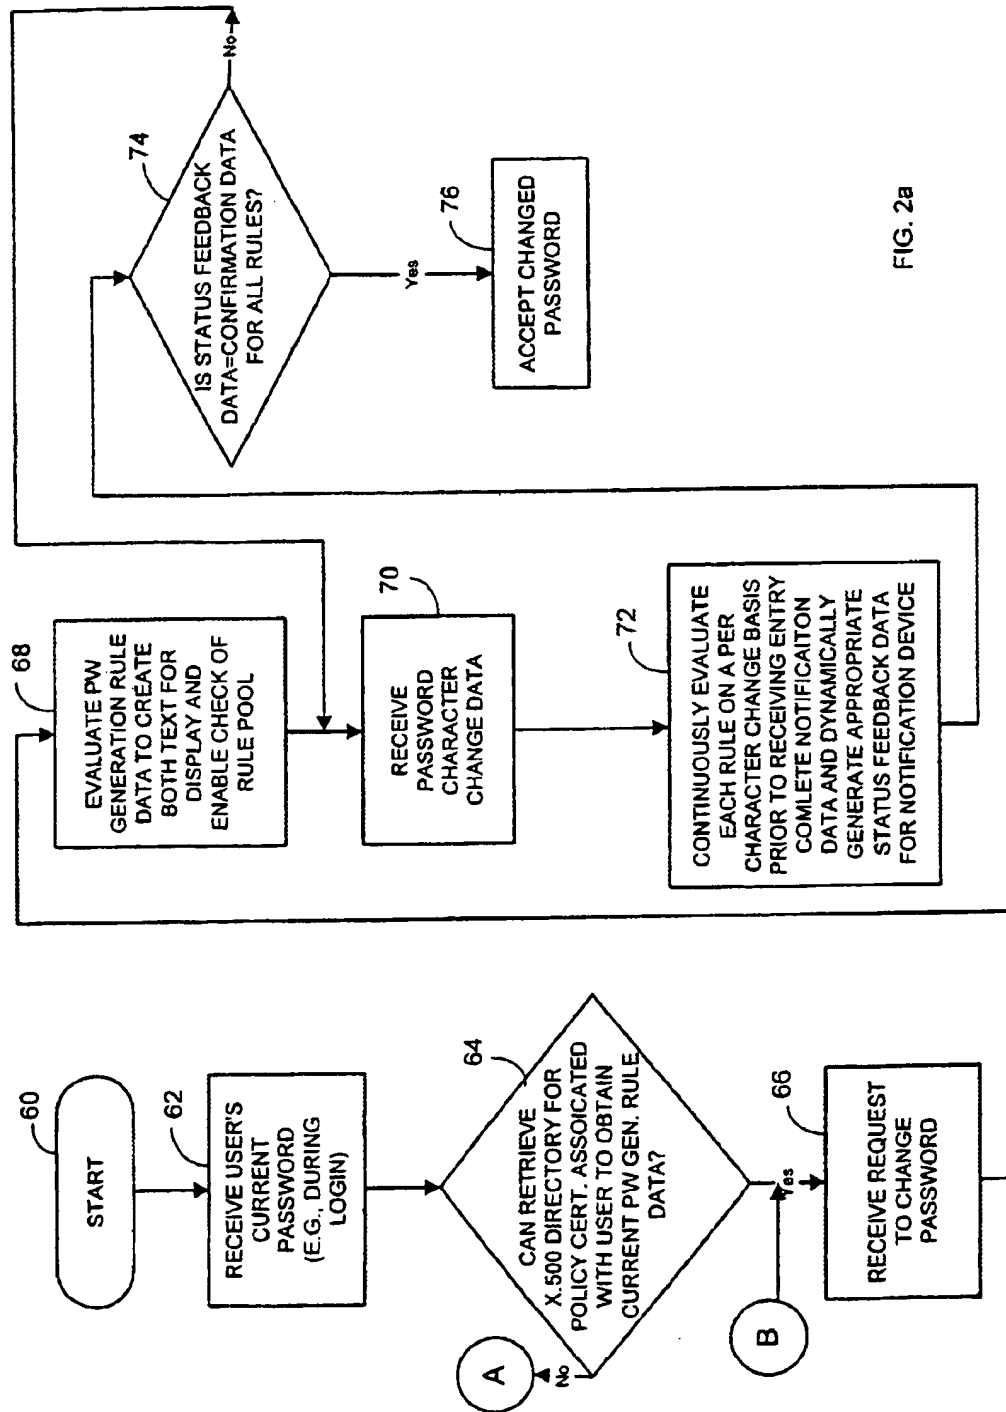 60
START
62
RECEIVE USER'S
CURRENT
PASSWORD
(E.G., DURING
LOGIN)
64
CAN RETRIEVE
X.500 DIRECTORY FOR
POLICY CERT. ASSOICATED
WITH USER TO OBTAIN
CURRENT PW GEN. RULE
DATA?
No
A
Yes
B
66
RECEIVE REQUEST
TO CHANGE
PASSWORD
68
EVALUATE PW
GENERATION RULE
DATA TO CREATE
BOTH TEXT FOR
DISPLAY AND
ENABLE CHECK OF
RULE POOL
70
RECEIVE
PASSWORD
CHARACTER
CHANGE DATA
72
CONTINUOUSLY EVALUATE
EACH RULE ON A PER
CHARACTER CHANGE BASIS
PRIOR TO RECEIVING ENTRY
COMLETE NOTIFICAITON
DATA AND DYNAMICALLY
GENERATE APPROPRIATE
STATUS FEEDBACK DATA
FOR NOTIFICATION DEVICE
74
IS STATUS FEEDBACK
DATA=CONFIRMATION DATA
FOR ALL RULES?
No
Yes
76
ACCEPT CHANGED
PASSWORD
FIG. 2a